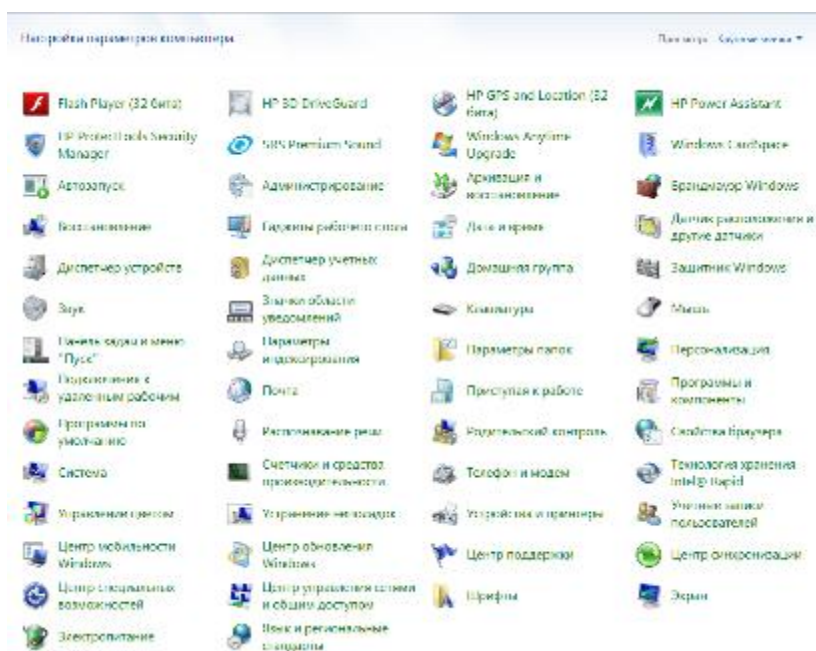 Настройка параметров компьютера
Просмотр: Крупные значки
Flash Player (32 бита)
HP 3D DriveGuard
HP GPS and Location (32
бита)
HP Power Assistant
HP ProtectTools Security
Manager
SRS Premium Sound
Windows Anytime
Upgrade
Windows CardSpace
Автозапуск
Администрирование
Архивация и
восстановление
Брандмауэр Windows
Восстановление
Гаджеты рабочего стола
Дата и время
Датчик расположения и
другие датчики
Диспетчер устройств
Диспетчер учетных
данных
Домашняя группа
Защитник Windows
Звук
Значки области
уведомлений
Клавиатура
Мышь
Панель задач и меню
"Пуск"
Параметры
индексирования
Параметры папок
Персонализация
Подключения к
удаленным рабочим
Почта
Приступая к работе
Программы и
компоненты
Программы по
умолчанию
Распознавание речи
Родительский контроль
Свойства браузера
Система
Счетчики и средства
производительности
Телефон и модем
Технология хранения
Intel® Rapid
Управление цветом
Устранение неполадок
Устройства и принтеры
Учетные записи
пользователей
Центр мобильности
Windows
Центр обновления
Windows
Центр поддержки
Центр синхронизации
Центр специальных
возможностей
Центр управления сетями
и общим доступом
Шрифты
Экран
Электропитание
Язык и региональные
стандарты